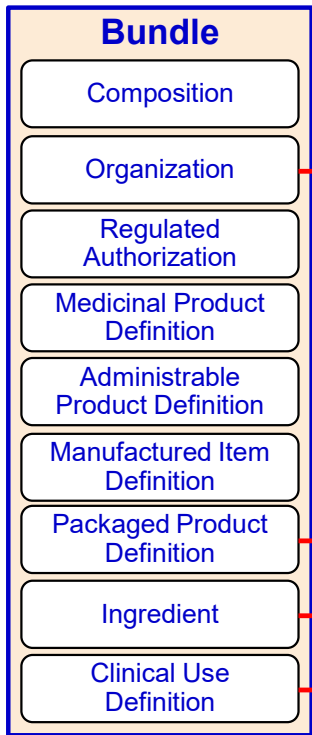 Bundle
Composition
Organization
Regulated
Authorization
Medicinal Product
Definition
Administrable
Product Definition
Manufactured Item
Definition
Packaged Product
Definition
Ingredient
Clinical Use
Definition